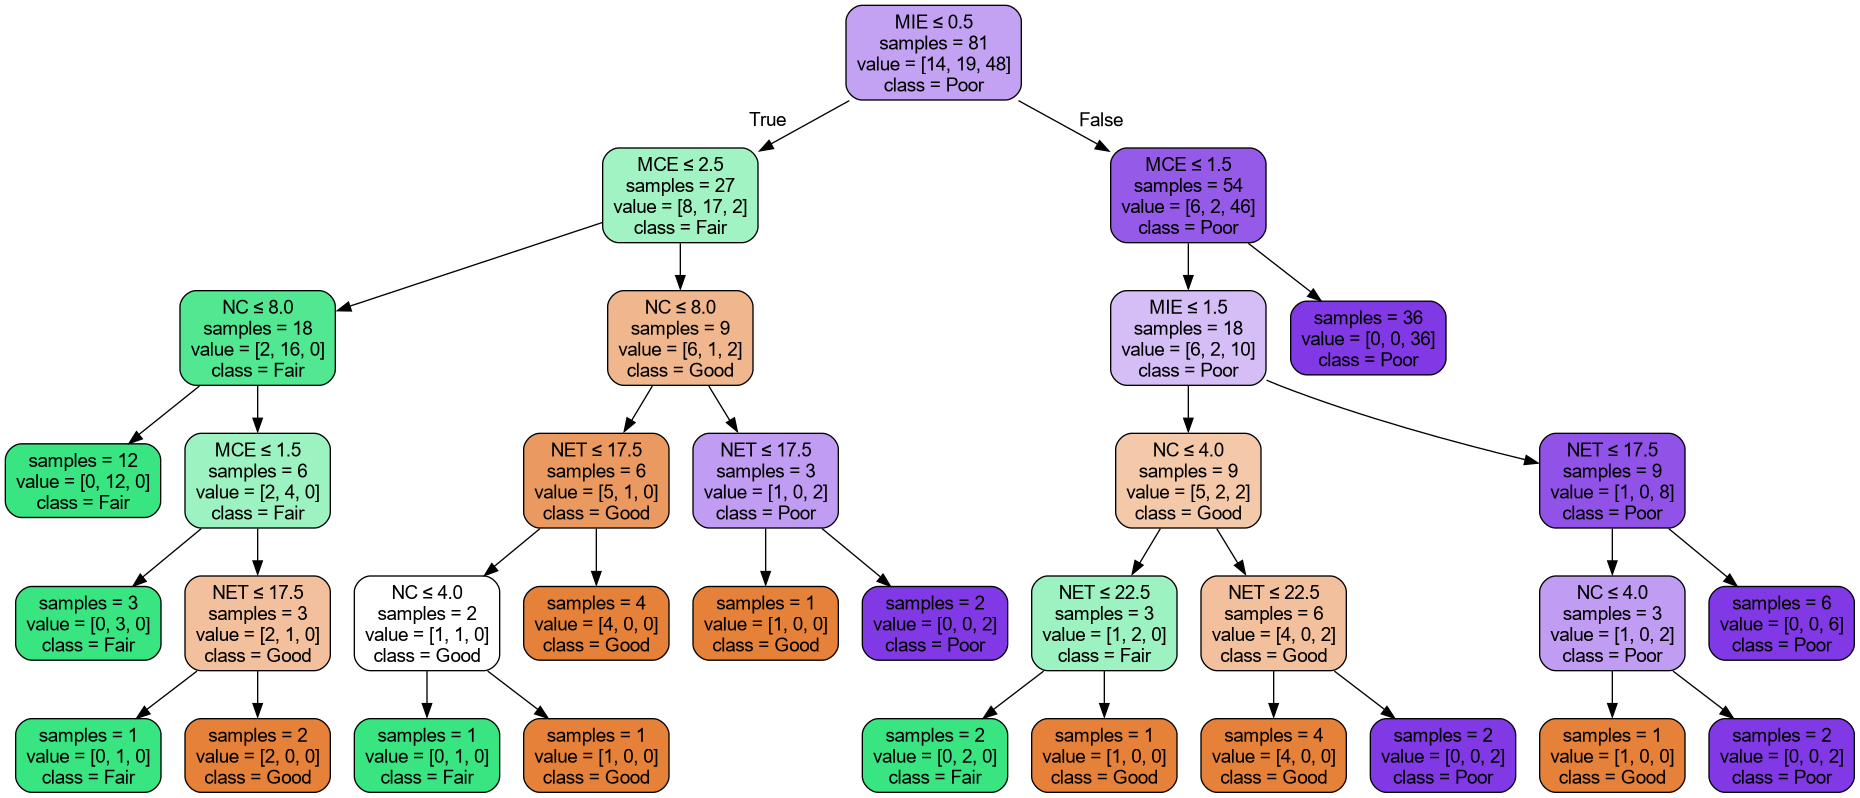 MIE ≤ 0.5
samples = 81
value = [14, 19, 48]
class = Poor
True
False
MCE ≤ 2.5
samples = 27
value = [8, 17, 2]
class = Fair
MCE ≤ 1.5
samples = 54
value = [6, 2, 46]
class = Poor
NC ≤ 8.0
samples = 18
value = [2, 16, 0]
class = Fair
NC ≤ 8.0
samples = 9
value = [6, 1, 2]
class = Good
MIE ≤ 1.5
samples = 18
value = [6, 2, 10]
class = Poor
samples = 36
value = [0, 0, 36]
class = Poor
samples = 12
value = [0, 12, 0]
class = Fair
MCE ≤ 1.5
samples = 6
value = [2, 4, 0]
class = Fair
NET ≤ 17.5
samples = 6
value = [5, 1, 0]
class = Good
NET ≤ 17.5
samples = 3
value = [1, 0, 2]
class = Poor
NC ≤ 4.0
samples = 9
value = [5, 2, 2]
class = Good
NET ≤ 17.5
samples = 9
value = [1, 0, 8]
class = Poor
samples = 3
value = [0, 3, 0]
class = Fair
NET ≤ 17.5
samples = 3
value = [2, 1, 0]
class = Good
NC ≤ 4.0
samples = 2
value = [1, 1, 0]
class = Good
samples = 4
value = [4, 0, 0]
class = Good
samples = 1
value = [1, 0, 0]
class = Good
samples = 2
value = [0, 0, 2]
class = Poor
NET ≤ 22.5
samples = 3
value = [1, 2, 0]
class = Fair
NET ≤ 22.5
samples = 6
value = [4, 0, 2]
class = Good
NC ≤ 4.0
samples = 3
value = [1, 0, 2]
class = Poor
samples = 6
value = [0, 0, 6]
class = Poor
samples = 1
value = [0, 1, 0]
class = Fair
samples = 2
value = [2, 0, 0]
class = Good
samples = 1
value = [0, 1, 0]
class = Fair
samples = 1
value = [1, 0, 0]
class = Good
samples = 2
value = [0, 2, 0]
class = Fair
samples = 1
value = [1, 0, 0]
class = Good
samples = 4
value = [4, 0, 0]
class = Good
samples = 2
value = [0, 0, 2]
class = Poor
samples = 1
value = [1, 0, 0]
class = Good
samples = 2
value = [0, 0, 2]
class = Poor